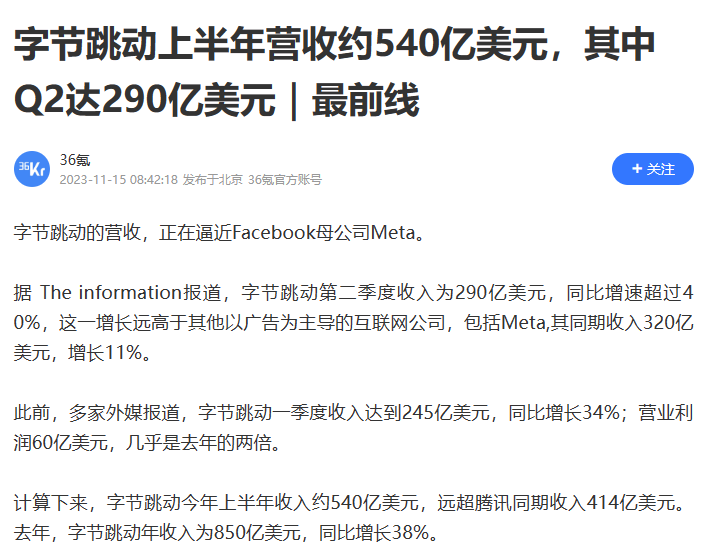 字节跳动上半年营收约540亿美元，其中
Q2达290亿美元｜最前线
36Kr
36氪
2023-11-15 08:42:18 发布于北京 36氪官方账号
+ 关注
字节跳动的营收，正在逼近Facebook母公司Meta。
据 The information报道，字节跳动第二季度收入为290亿美元，同比增速超过4
0%，这一增长远高于其他以广告为主导的互联网公司，包括Meta,其同期收入320亿
美元，增长11%。
此前，多家外媒报道，字节跳动一季度收入达到245亿美元，同比增长34%；营业利
润60亿美元，几乎是去年的两倍。
计算下来，字节跳动今年上半年收入约540亿美元，远超腾讯同期收入414亿美元。
去年，字节跳动年收入为850亿美元，同比增长38%。